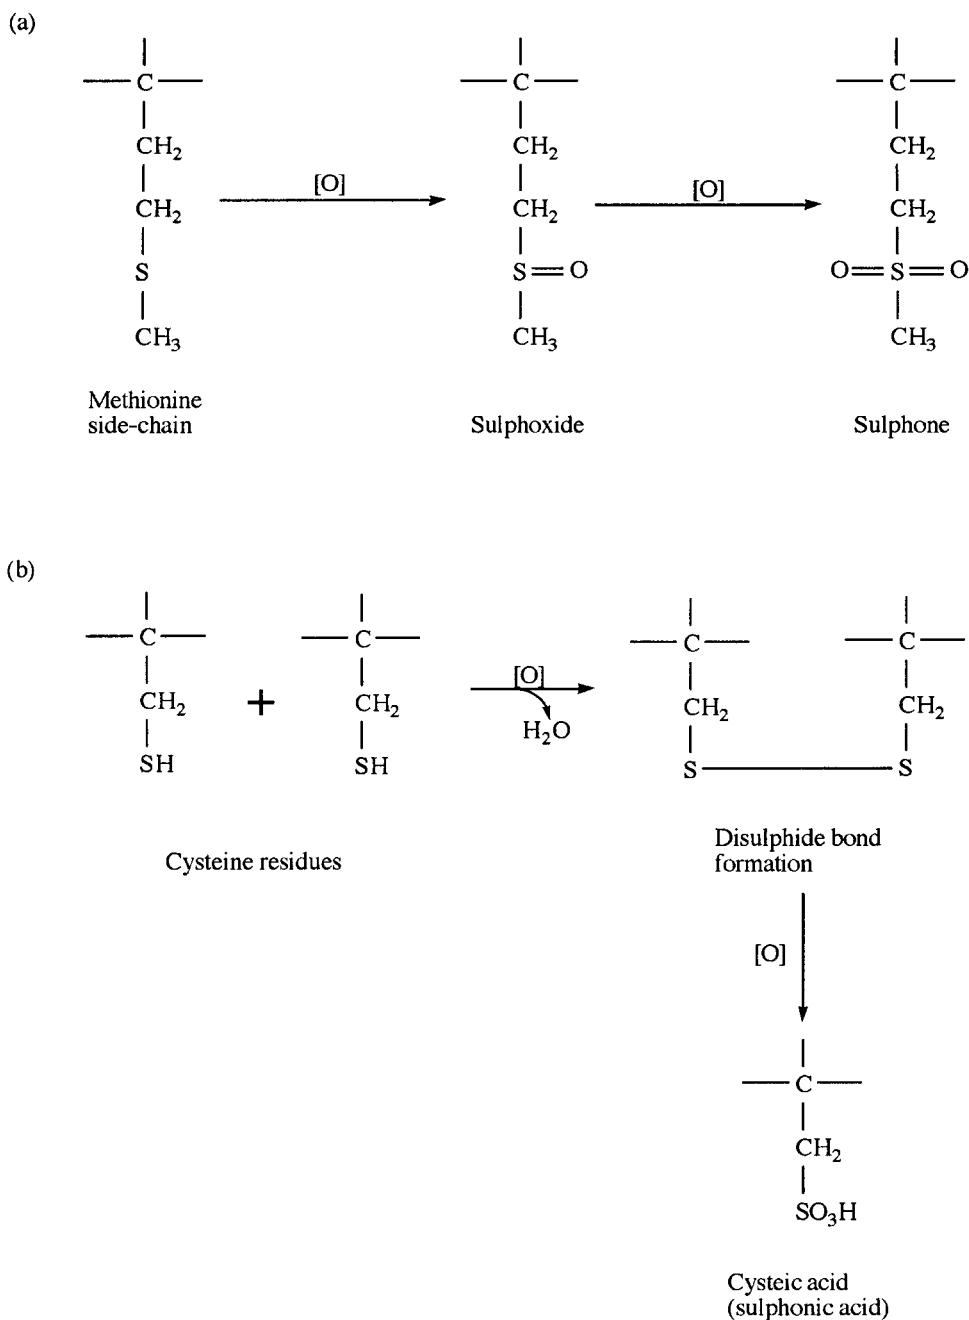 (a)
C C C
CH₂ CH₂ CH₂
[O] [O]
CH₂ CH₂ CH₂
S S=O O=S=O
CH₃ CH₃ CH₃
Methionine
side-chain Sulphoxide Sulphone
(b)
C C C C
[O]
CH₂ + CH₂ CH₂ CH₂
H₂O
SH SH S S
Disulphide bond
Cysteine residues formation
[O]
C
CH₂
SO₃H
Cysteic acid
(sulphonic acid)